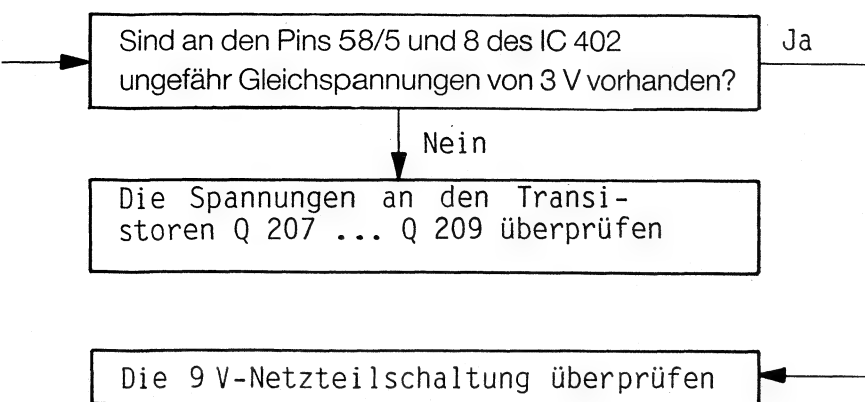 Sind an den Pins 58/5 und 8 des IC 402
Ja
ungefähr Gleichspannungen von 3 V vorhanden?
Nein
Die Spannungen an den Transi-
storen Q 207 ... Q 209 überprüfen
Die 9 V-Netzteilschaltung überprüfen